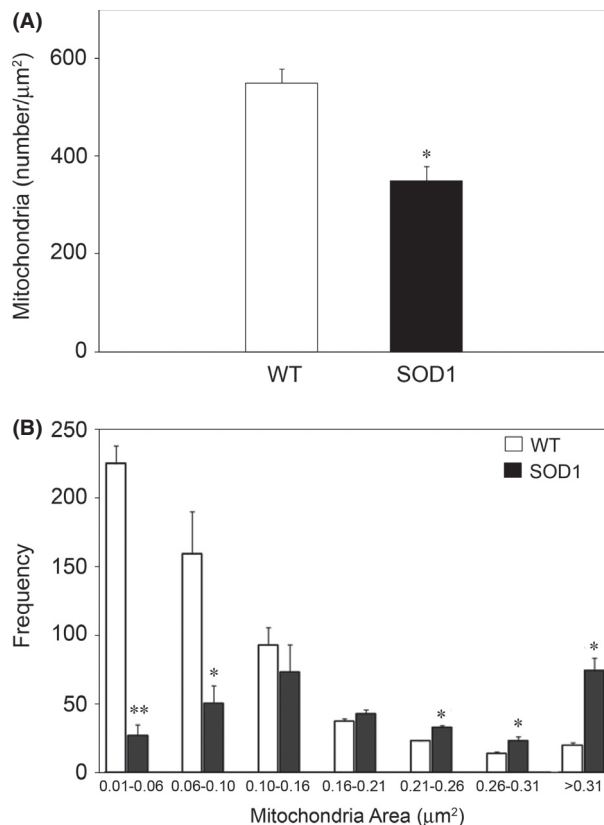 (A)
Mitochondria (number/μm²)
600
400
200
0
*
WT
SOD1
(B)
Frequency
250
200
150
100
50
0
WT
SOD1
**
*
*
*
*
0.01-0.06 0.06-0.10 0.10-0.16 0.16-0.21 0.21-0.26 0.26-0.31 >0.31
Mitochondria Area (μm²)